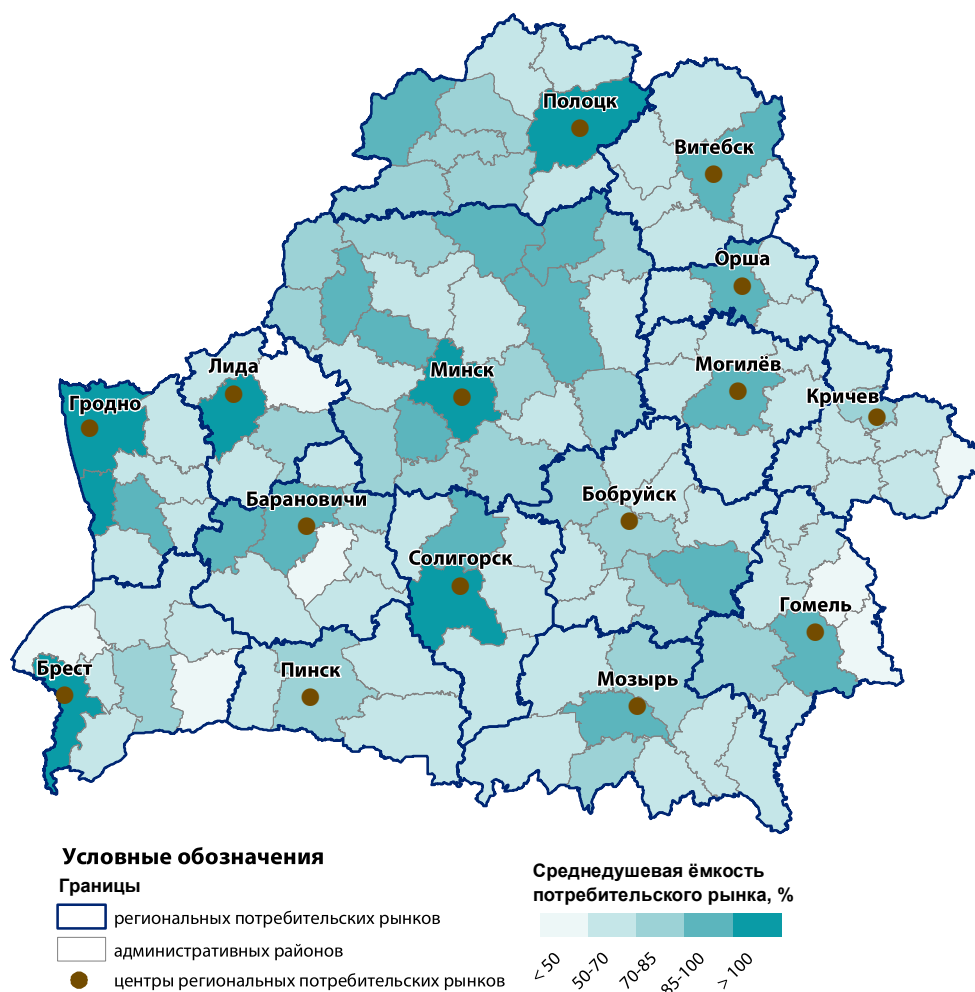 Полоцк
Витебск
Орша
Могилёв
Лида
Минск
Гродно
Кричев
Барановичи
Бобруйск
Солигорск
Гомель
Брест
Пинск
Мозырь
Условные обозначения
Границы
региональных потребительских рынков
административных районов
центры региональных потребительских рынков
Среднедушевая ёмкость
потребительского рынка, %
< 50
50-70
70-85
85-100
> 100